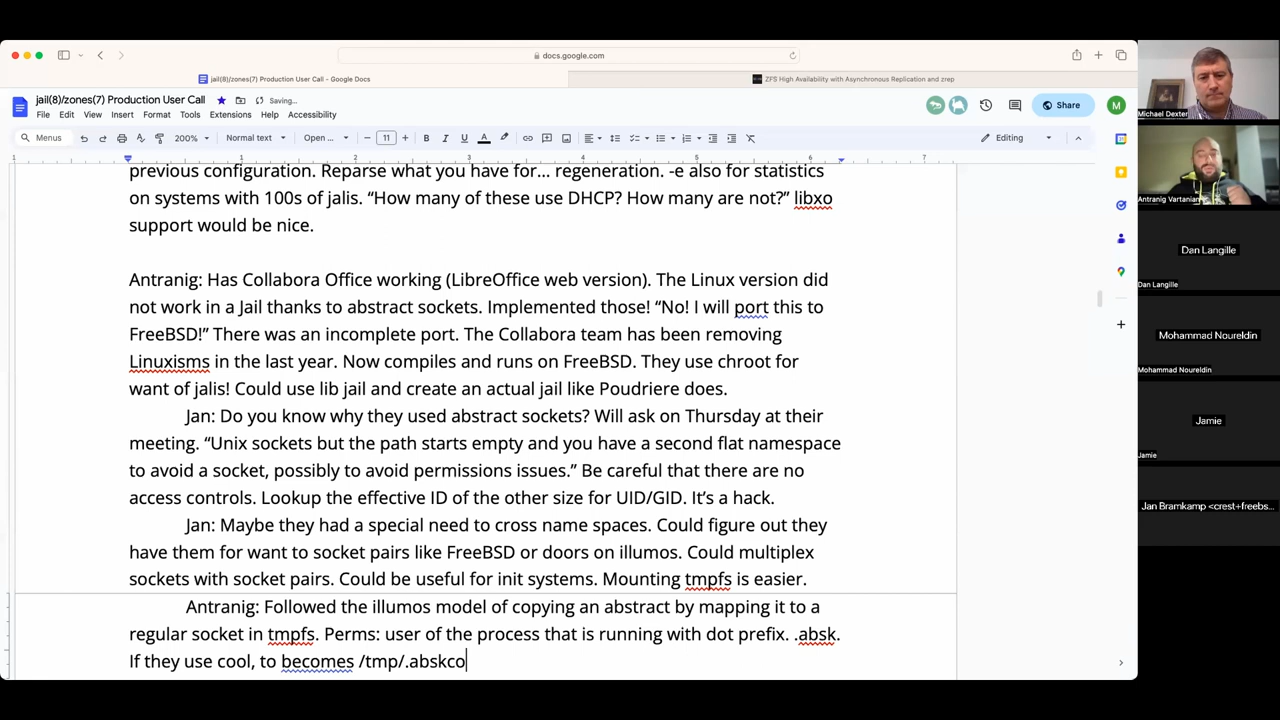 docs.google.com
jail(8)/zones(7) Production User Call - Google Docs
ZFS High Availability with Asynchronous Replication and zrep
jail(8)/zones(7) Production User Call
Saving...
File Edit View Insert Format Tools Extensions Help Accessibility
Share
M
Menus
200%
Normal text
Open ...
11
B I U A
Editing
1 1 2 3 4 5 6 7
previous configuration. Reparse what you have for… regeneration. -e also for statistics
on systems with 100s of jalis. “How many of these use DHCP? How many are not?” libxo
support would be nice.
Antranig: Has Collabora Office working (LibreOffice web version). The Linux version did
not work in a Jail thanks to abstract sockets. Implemented those! “No! I will port this to
FreeBSD!” There was an incomplete port. The Collabora team has been removing
Linuxisms in the last year. Now compiles and runs on FreeBSD. They use chroot for
want of jalis! Could use lib jail and create an actual jail like Poudriere does.
Jan: Do you know why they used abstract sockets? Will ask on Thursday at their
meeting. “Unix sockets but the path starts empty and you have a second flat namespace
to avoid a socket, possibly to avoid permissions issues.” Be careful that there are no
access controls. Lookup the effective ID of the other size for UID/GID. It’s a hack.
Jan: Maybe they had a special need to cross name spaces. Could figure out they
have them for want to socket pairs like FreeBSD or doors on illumos. Could multiplex
sockets with socket pairs. Could be useful for init systems. Mounting tmpfs is easier.
Antranig: Followed the illumos model of copying an abstract by mapping it to a
regular socket in tmpfs. Perms: user of the process that is running with dot prefix. .absk.
If they use cool, to becomes /tmp/.abskco
Michael Dexter
Antranig Vartanian
Dan Langille
Dan Langille
Mohammad Noureldin
Mohammad Noureldin
Jamie
Jamie
Jan Bramkamp <crest+freebs...